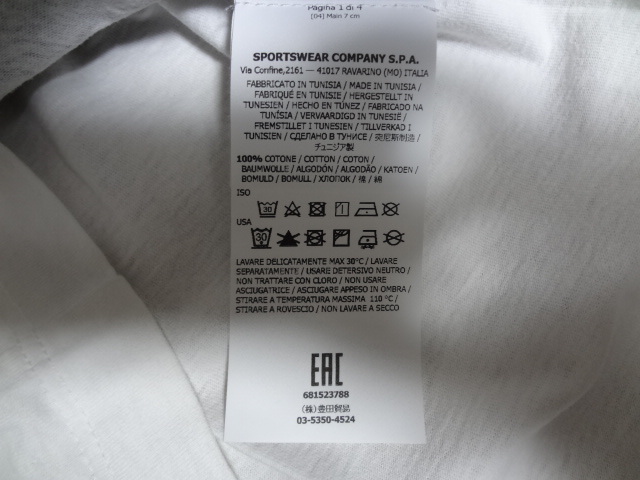 Pagina 1 di 4
[04] Main 7 cm
SPORTSWEAR COMPANY S.P.A.
Via Confine,2161 — 41017 RAVARINO (MO) ITALIA
FABBRICATO IN TUNISIA / MADE IN TUNISIA /
FABRIQUÉ EN TUNISIE / HERGESTELLT IN
TUNESIEN / HECHO EN TÚNEZ / FABRICADO NA
TUNÍSIA / VERVAARDIGD IN TUNESIË /
FREMSTILLET I TUNESIEN / TILLVERKAD I
TUNISIEN / СДЕЛАНО В ТУНИСЕ / 突尼斯制造 /
チュニジア製
100% COTONE / COTTON / COTON /
BAUMWOLLE / ALGODÓN / ALGODÃO / KATOEN /
BOMULD / BOMULL / ХЛОПОК / 棉 / 綿
ISO
30
USA
30
LAVARE DELICATAMENTE MAX 30°C / LAVARE
SEPARATAMENTE / USARE DETERSIVO NEUTRO /
NON TRATTARE CON CLORO / NON USARE
ASCIUGATRICE / ASCIUGARE APPESO IN OMBRA /
STIRARE A TEMPERATURA MASSIMA 110°C /
STIRARE A ROVESCIO / NON LAVARE A SECCO
EAC
681523788
(株)豊田貿易
03-5350-4524